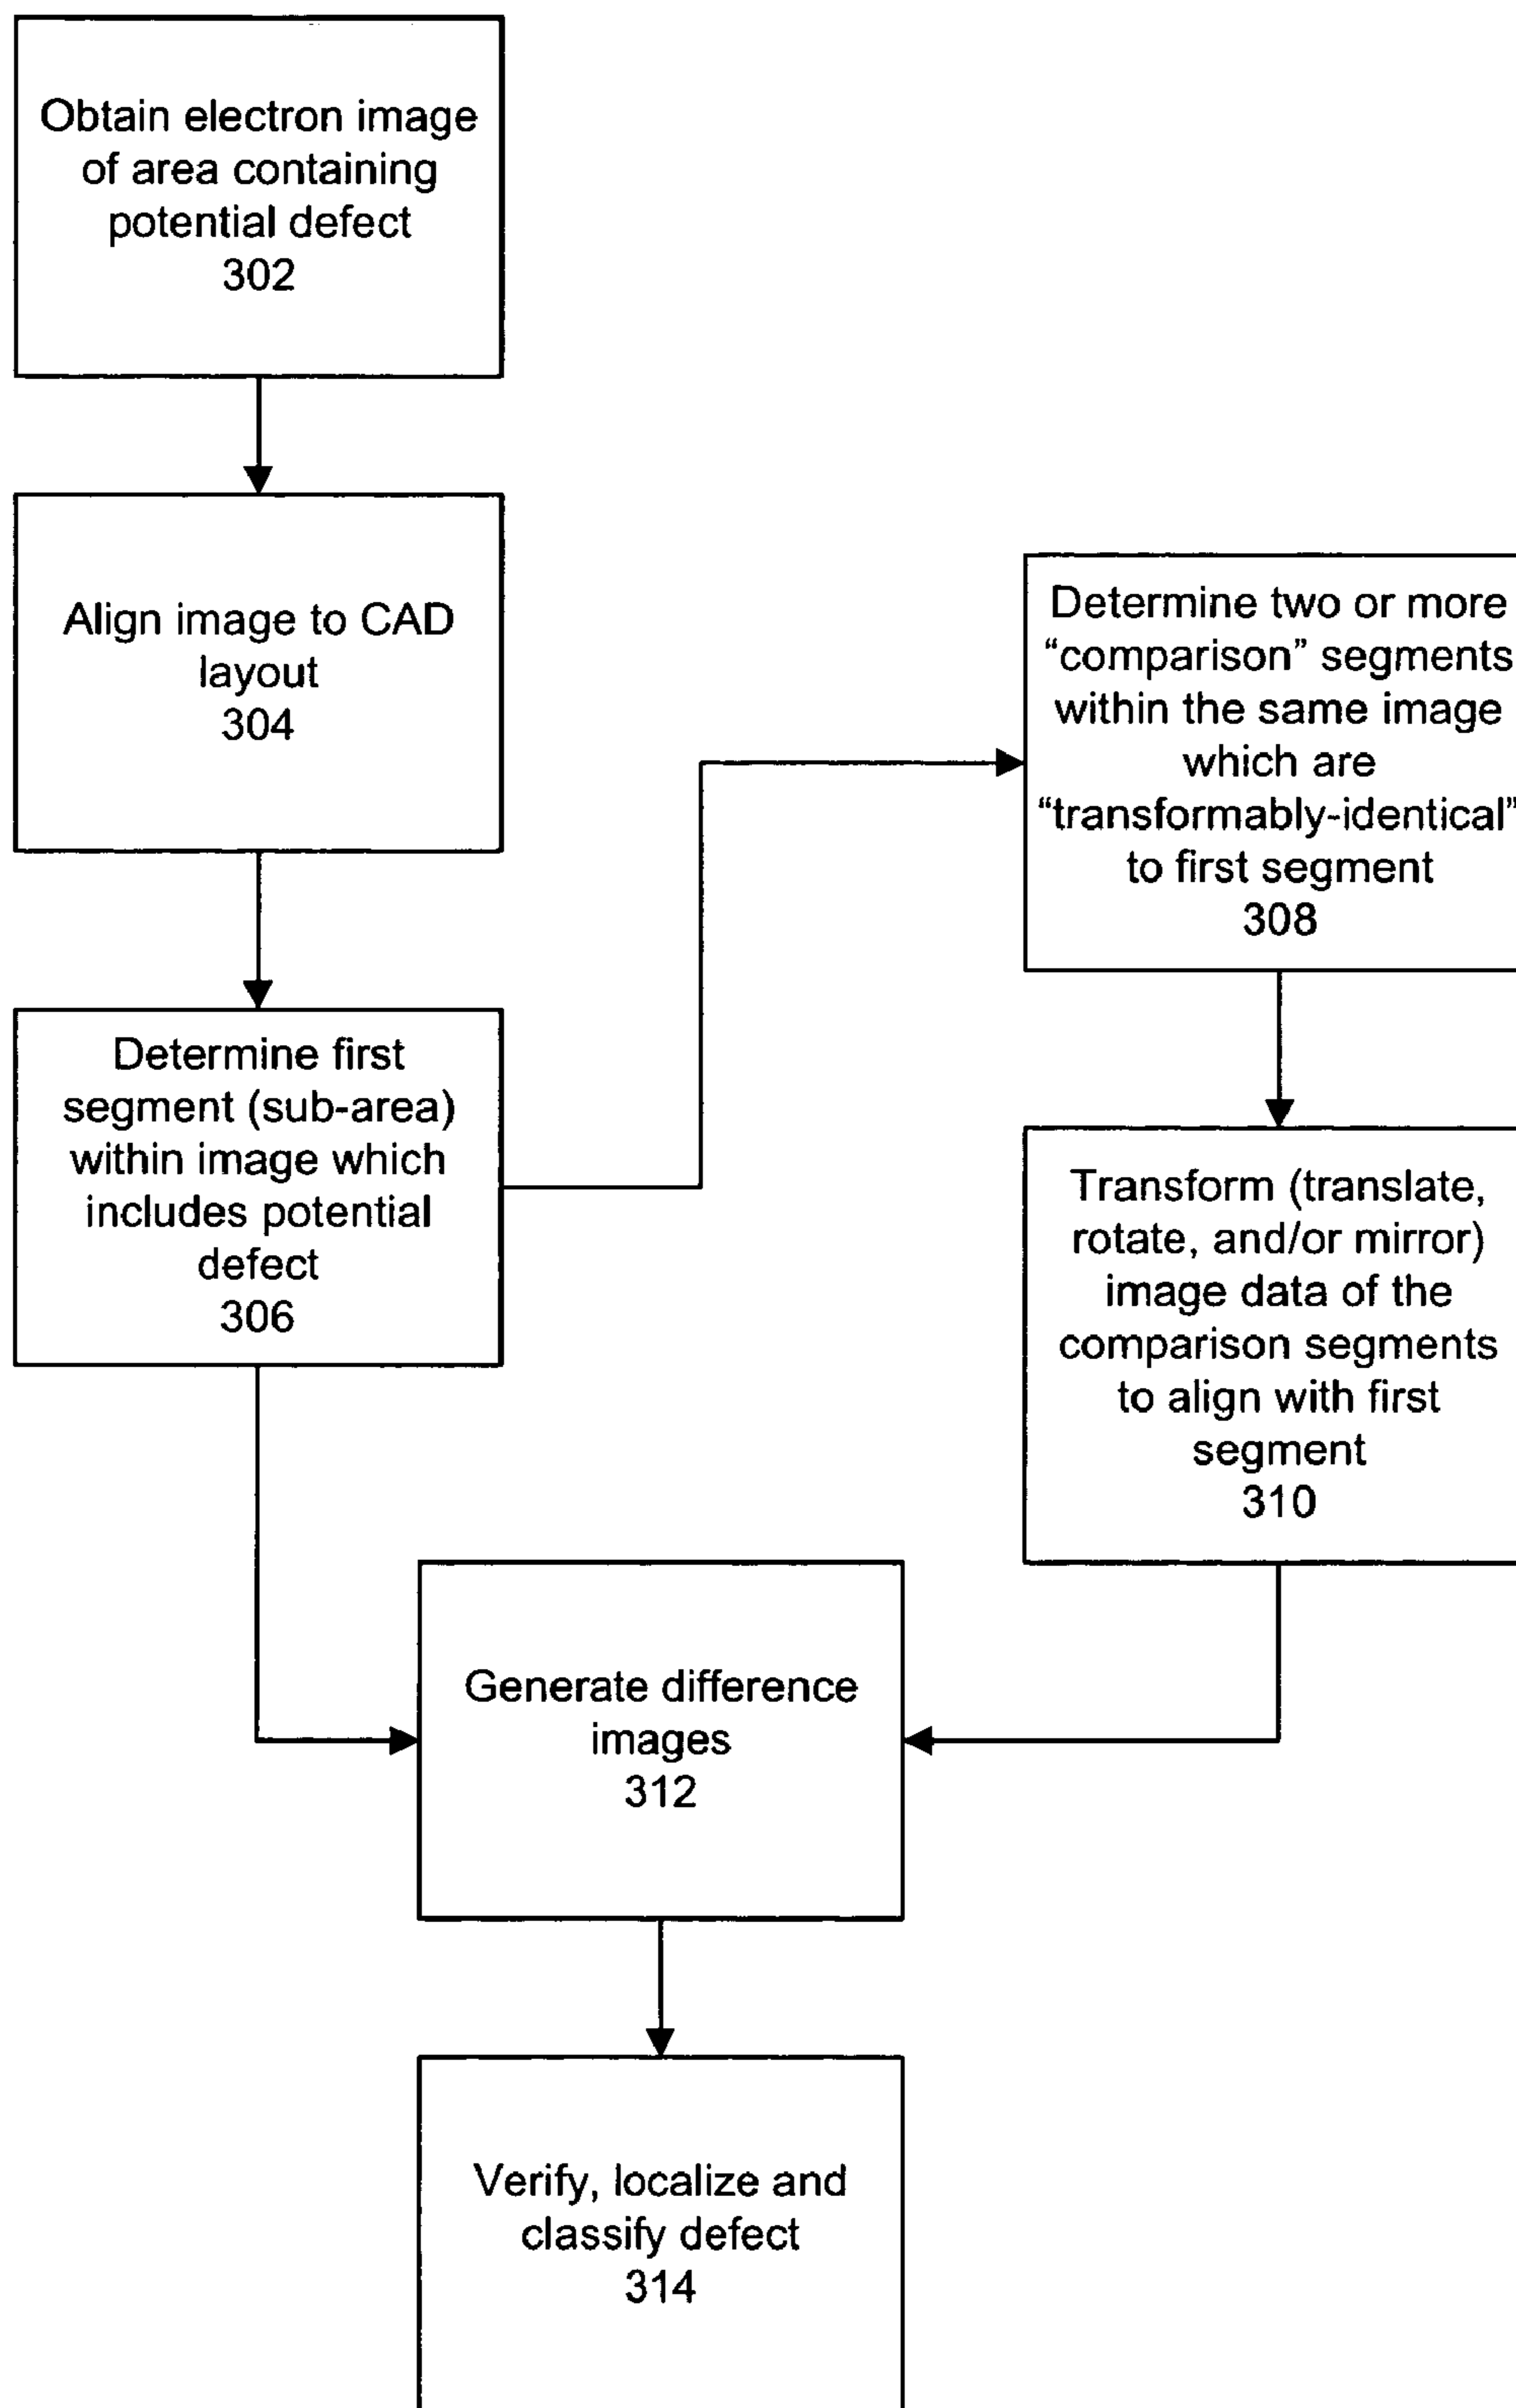 Obtain electron image
of area containing
potential defect
302
Align image to CAD
layout
304
Determine first
segment (sub-area)
within image which
includes potential
defect
306
Determine two or more
“comparison” segments
within the same image
which are
“transformably-identical”
to first segment
308
Transform (translate,
rotate, and/or mirror)
image data of the
comparison segments
to align with first
segment
310
Generate difference
images
312
Verify, localize and
classify defect
314